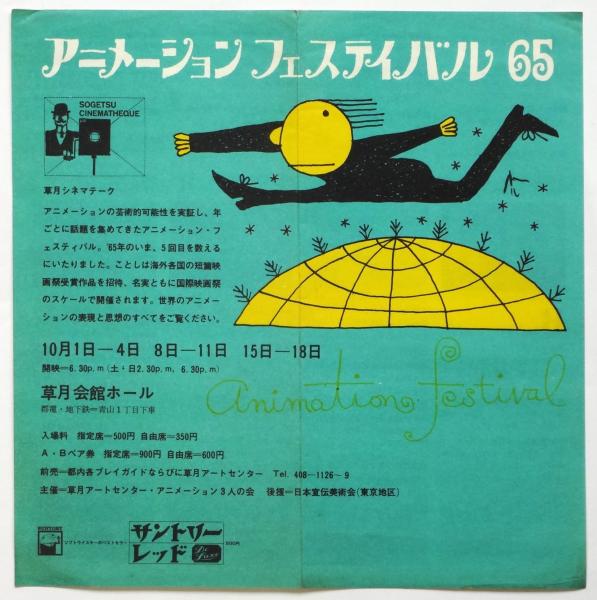 アニメーション フェスティバル 65
SOGETSU
CINEMATHEQUE
草月シネマテーク
アニメーションの芸術的可能性を実証し、年
ごとに話題を集めてきたアニメーション・フ
ェスティバル。'65年のいま、5回目を数える
にいたりました。ことしは海外各国の短篇映
画祭受賞作品を招待、名実ともに国際映画祭
のスケールで開催されます。世界のアニメー
ションの表現と思想のすべてをご覧ください。
10月1日—4日 8日—11日 15日—18日
開映=6.30p.m(土・日2.30p.m, 6.30p.m)
animation festival
草月会館ホール
都電・地下鉄=青山1丁目下車
入場料 指定席=500円 自由席=350円
A・Bペア券 指定席=900円 自由席=600円
前売=都内各プレイガイドならびに草月アートセンター Tel. 408-1126~9
主催=草月アートセンター・アニメーション3人の会 後援=日本宣伝美術会(東京地区)
サントリー
レッド
500円